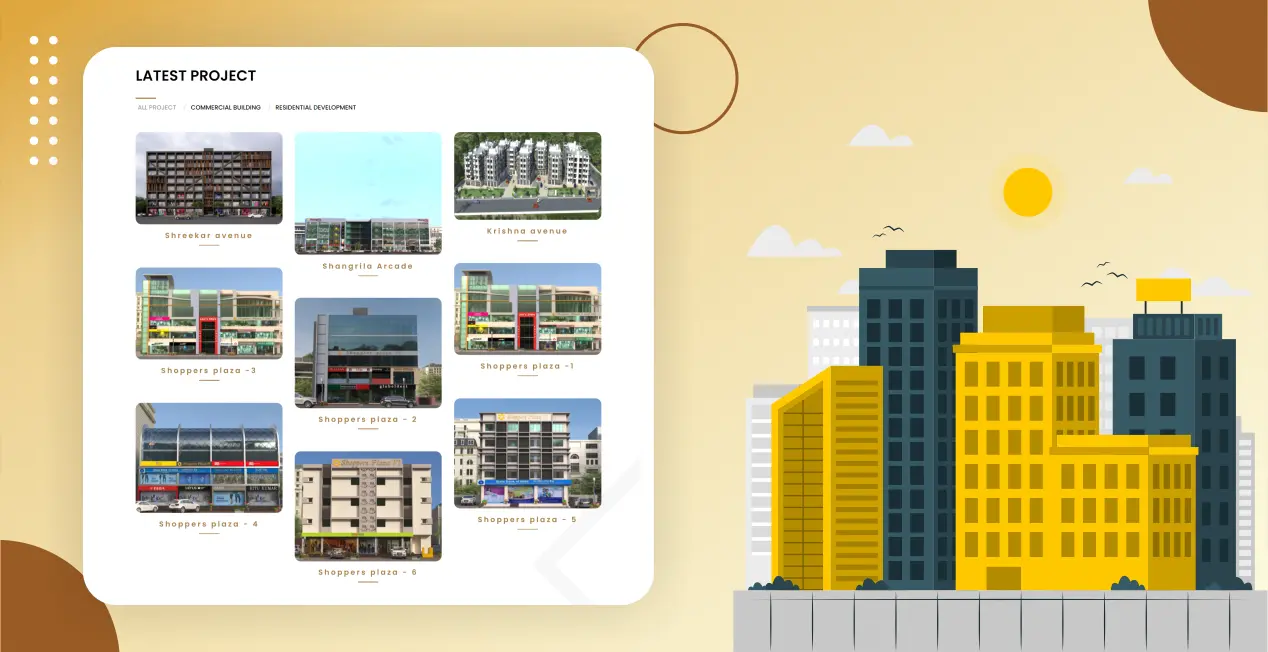 LATEST PROJECT
ALL PROJECT / COMMERCIAL BUILDING / RESIDENTIAL DEVELOPMENT
Shreekar avenue
Shangrila Arcade
Krishna avenue
Shoppers plaza -3
Shoppers plaza - 2
Shoppers plaza -1
Shoppers plaza - 4
Shoppers plaza - 6
Shoppers plaza - 5